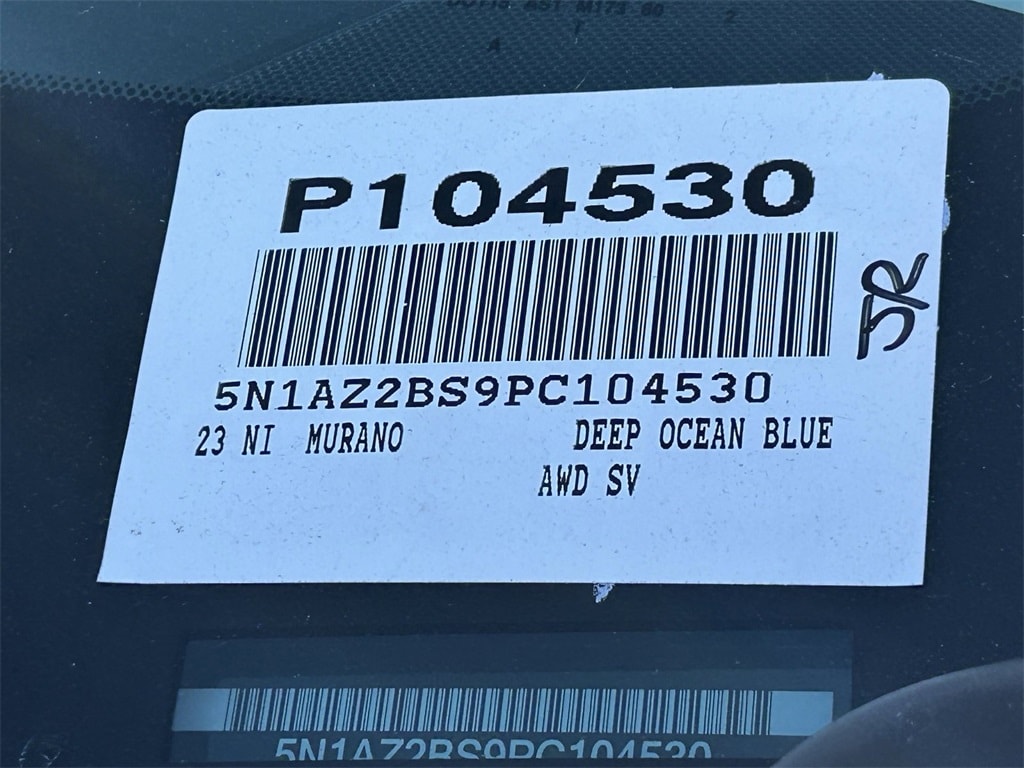 P104530
5N1AZ2BS9PC104530
23 NI MURANO DEEP OCEAN BLUE
AWD SV
5N1AZ2BS9PC104530